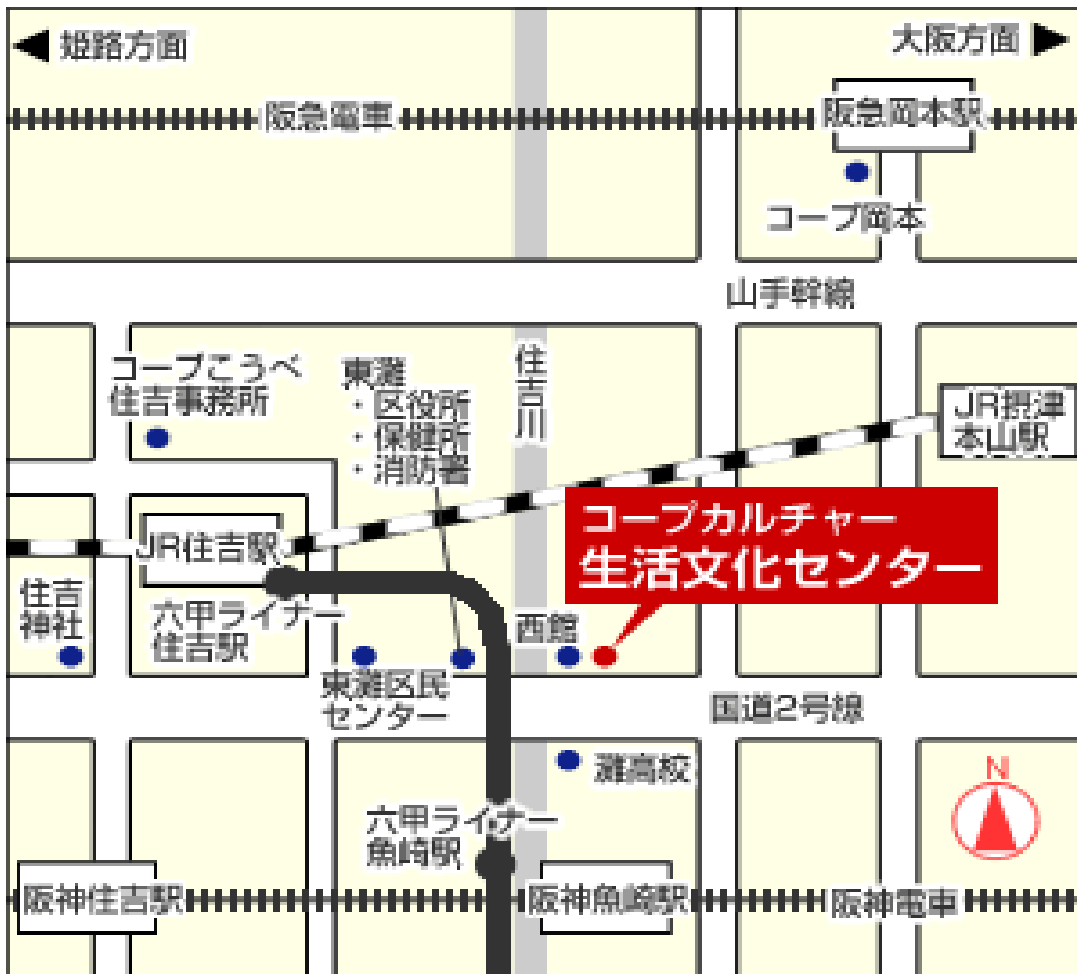 姫路方面
大阪方面
阪急電車
阪急岡本駅
コープ岡本
山手幹線
コープこうべ
住吉事務所
東灘
・区役所
・保健所
・消防署
住吉川
JR摂津
本山駅
コープカルチャー
生活文化センター
JR住吉駅
住吉
神社
六甲ライナー
住吉駅
西館
東灘区民
センター
国道2号線
灘高校
N
六甲ライナー
魚崎駅
阪神住吉駅
阪神魚崎駅
阪神電車